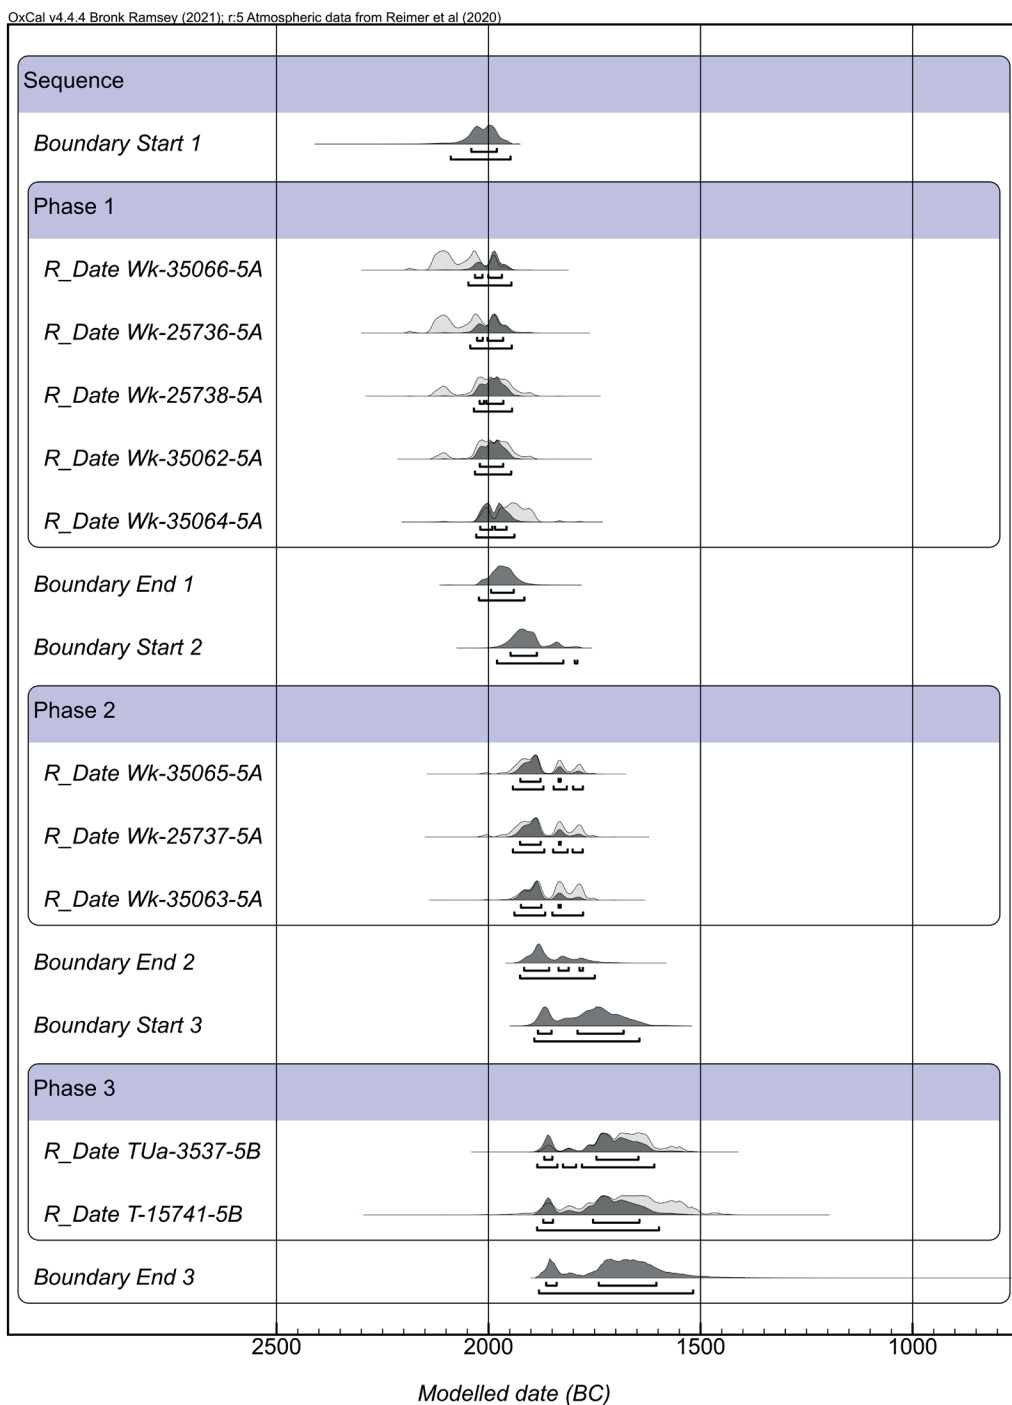 OxCal v4.4.4 Bronk Ramsey (2021); r:5 Atmospheric data from Reimer et al (2020)
Sequence
Boundary Start 1
Phase 1
R_Date Wk-35066-5A
R_Date Wk-25736-5A
R_Date Wk-25738-5A
R_Date Wk-35062-5A
R_Date Wk-35064-5A
Boundary End 1
Boundary Start 2
Phase 2
R_Date Wk-35065-5A
R_Date Wk-25737-5A
R_Date Wk-35063-5A
Boundary End 2
Boundary Start 3
Phase 3
R_Date TUa-3537-5B
R_Date T-15741-5B
Boundary End 3
2500 2000 1500 1000
Modelled date (BC)